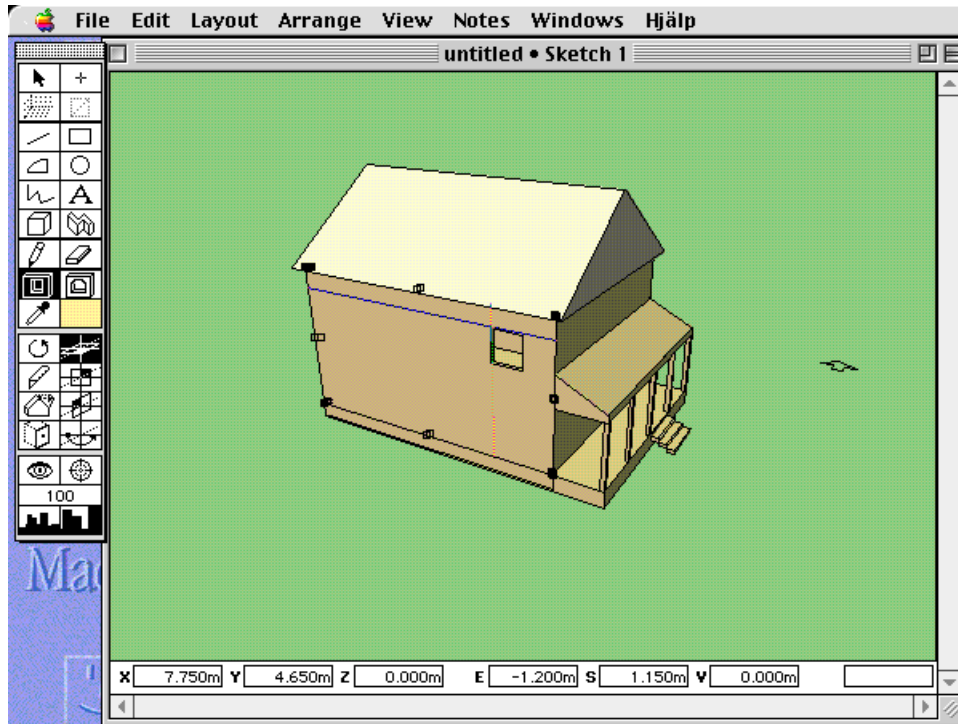 File Edit Layout Arrange View Notes Windows Hjälp
untitled • Sketch 1
A
100
Mac
X 7.750m Y 4.650m Z 0.000m E -1.200m S 1.150m V 0.000m